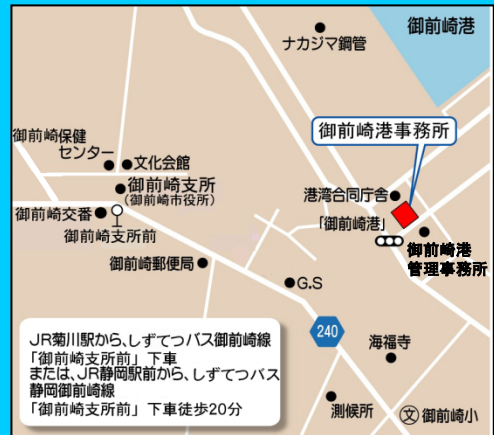 御前崎港
ナカジマ鋼管
御前崎港事務所
御前崎保健
センター
文化会館
御前崎支所
(御前崎市役所)
港湾合同庁舎
御前崎交番
「御前崎港」
御前崎支所前
御前崎港
管理事務所
御前崎郵便局
G.S
240
海福寺
JR菊川駅から、しずてつバス御前崎線
「御前崎支所前」下車
または、JR静岡駅前から、しずてつバス
静岡御前崎線
「御前崎支所前」下車徒歩20分
測候所
文 御前崎小